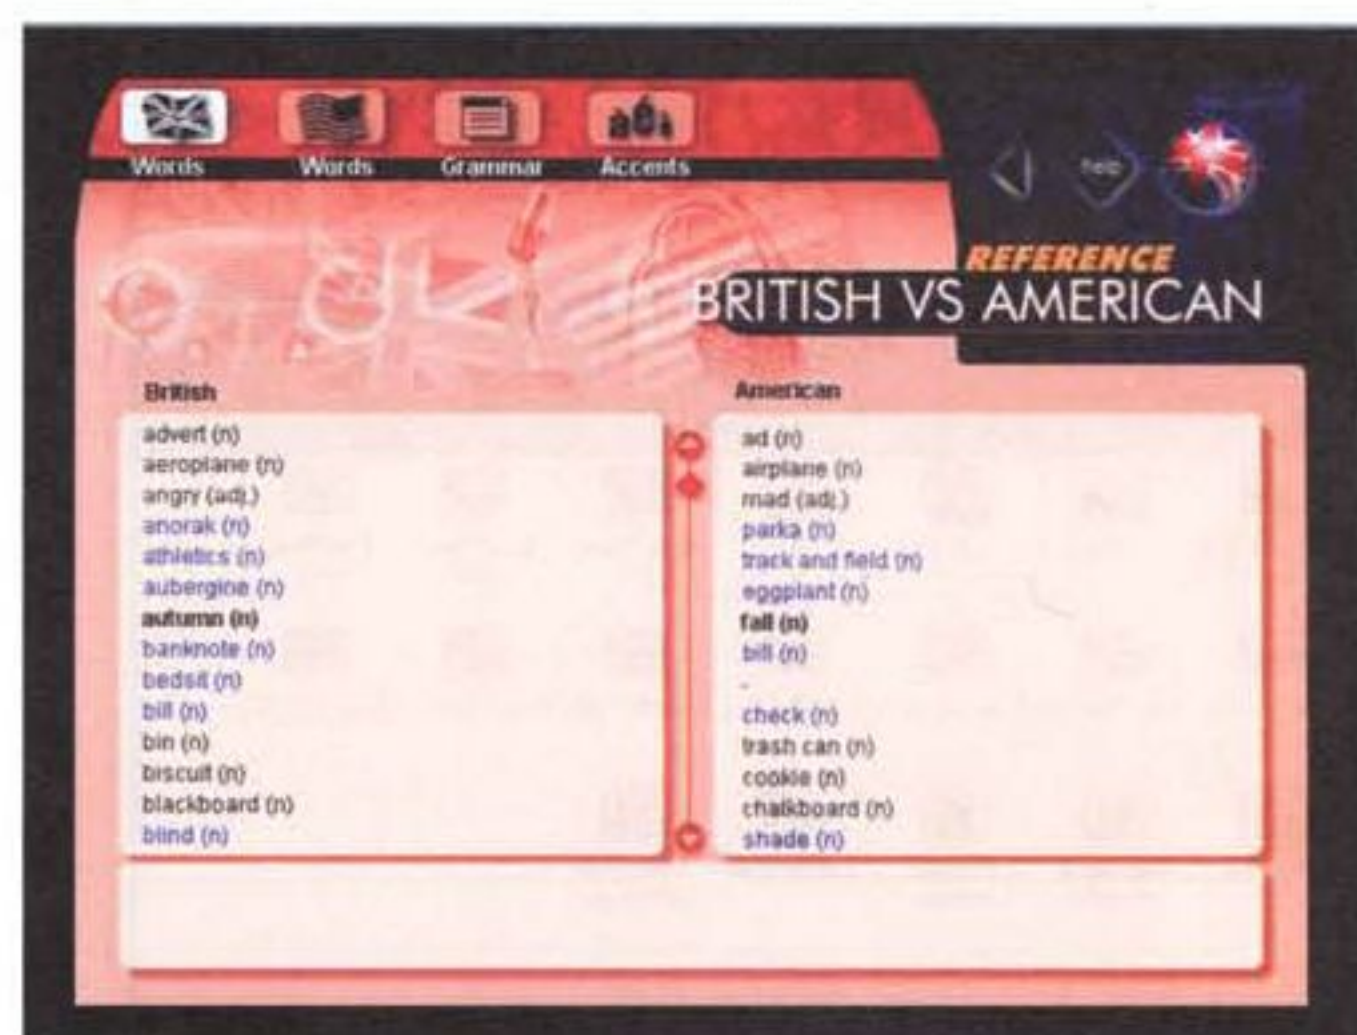 Words
Words
Grammar
Accents
help
REFERENCE
BRITISH VS AMERICAN
British
advert (n)
aeroplane (n)
angry (adj.)
anorak (n)
athletics (n)
aubergine (n)
autumn (n)
banknote (n)
bedsit (n)
bill (n)
bin (n)
biscuit (n)
blackboard (n)
blind (n)
American
ad (n)
airplane (n)
mad (adj.)
parka (n)
track and field (n)
eggplant (n)
fall (n)
bill (n)
-
check (n)
trash can (n)
cookie (n)
chalkboard (n)
shade (n)